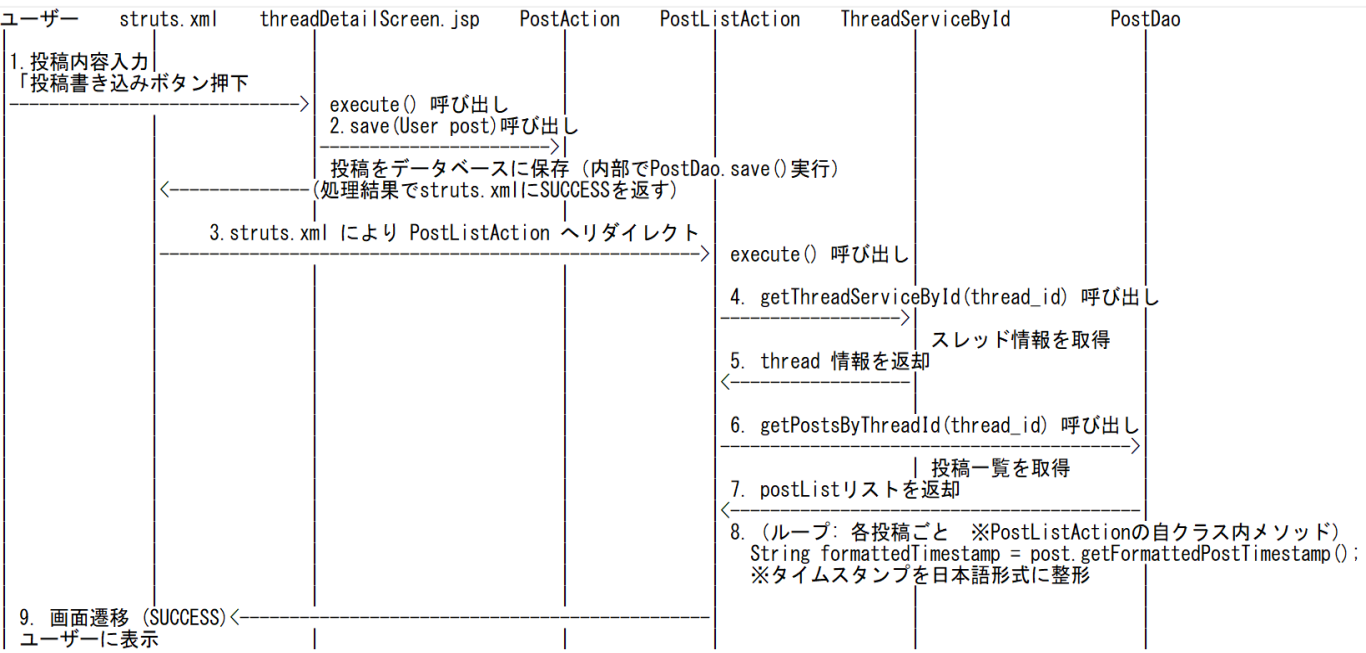 ユーザー struts.xml threadDetailScreen.jsp PostAction PostListAction ThreadServiceById PostDao
1.投稿内容入力
「投稿書き込みボタン押下
execute() 呼び出し
2.save(User post)呼び出し
投稿をデータベースに保存 (内部でPostDao.save()実行)
(処理結果でstruts.xmlにSUCCESSを返す)
3.struts.xml により PostListAction へリダイレクト
execute() 呼び出し
4. getThreadServiceById(thread_id) 呼び出し
スレッド情報を取得
5. thread 情報を返却
6. getPostsByThreadId(thread_id) 呼び出し
投稿一覧を取得
7. postListリストを返却
8. (ループ: 各投稿ごと ※PostListActionの自クラス内メソッド)
String formattedTimestamp = post.getFormattedPostTimestamp();
※タイムスタンプを日本語形式に整形
9. 画面遷移 (SUCCESS)
ユーザーに表示